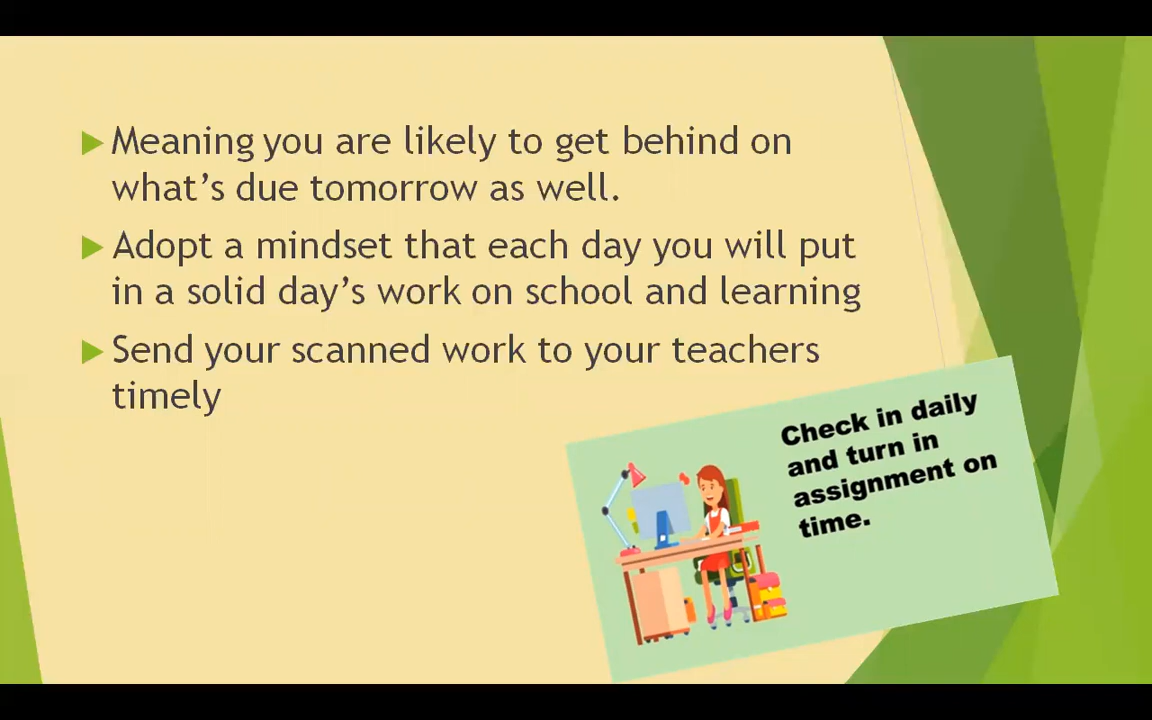 Meaning you are likely to get behind on
what's due tomorrow as well.
Adopt a mindset that each day you will put
in a solid day's work on school and learning
Send your scanned work to your teachers
timely
Check in daily
and turn in
assignment on
time.